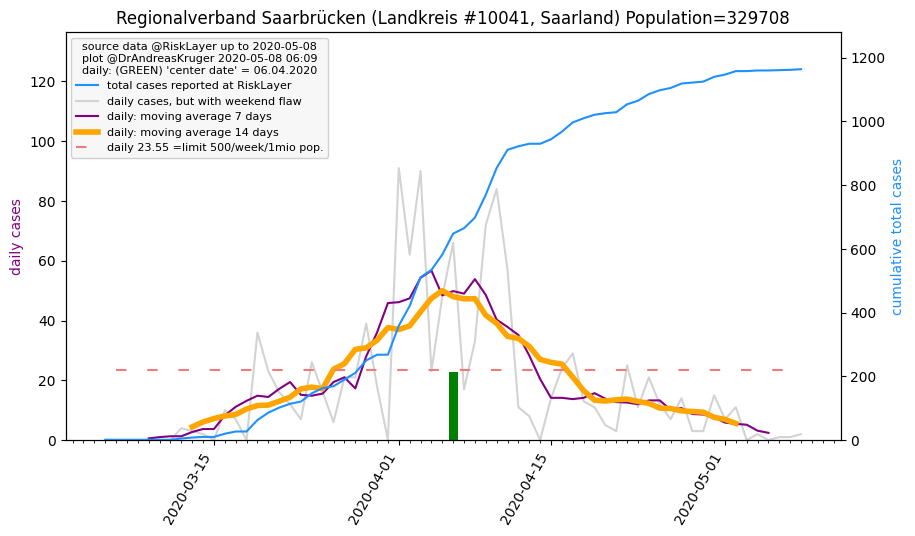 Regionalverband Saarbrücken (Landkreis #10041, Saarland) Population=329708
source data @RiskLayer up to 2020-05-08
plot @DrAndreasKruger 2020-05-08 06:09
daily: (GREEN) 'center date' = 06.04.2020
total cases reported at RiskLayer
daily cases, but with weekend flaw
daily: moving average 7 days
daily: moving average 14 days
daily 23.55 =limit 500/week/1mio pop.
daily cases
120
100
80
60
40
20
0
1200
1000
800
600
400
200
0
cumulative total cases
2020-03-15
2020-04-01
2020-04-15
2020-05-01